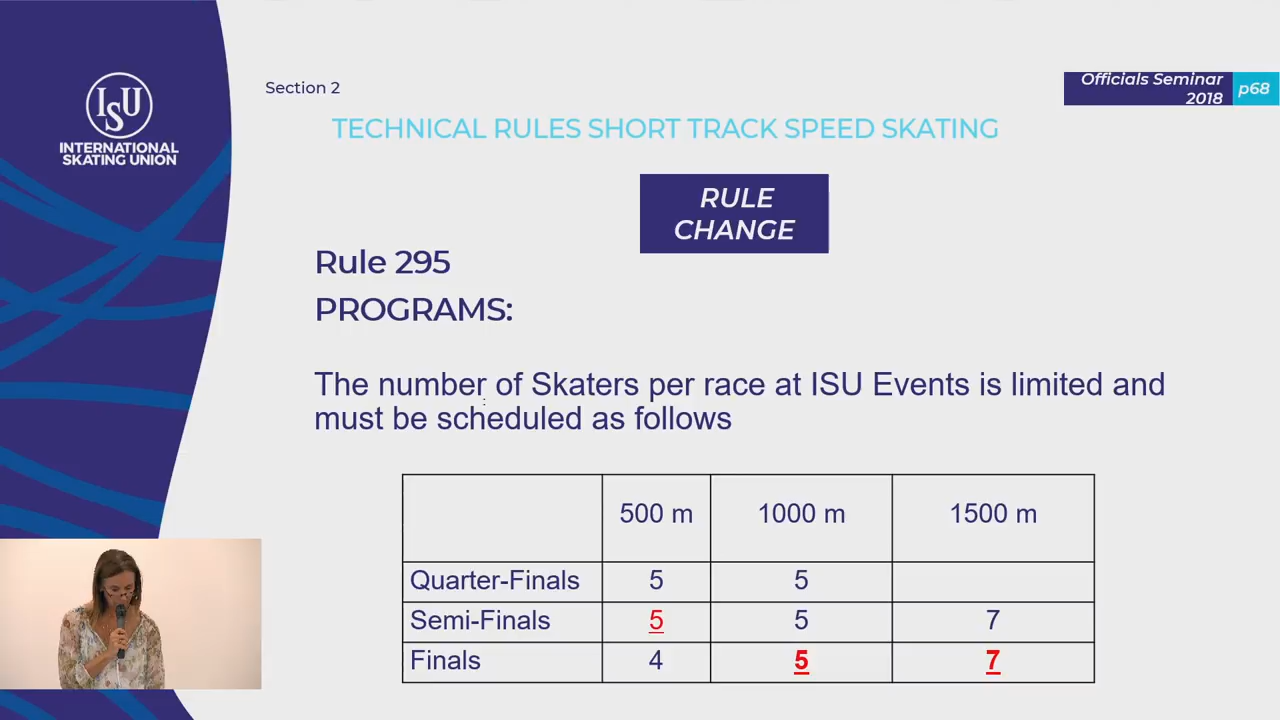 Section 2
Officials Seminar
2018
p68
ISU
INTERNATIONAL
SKATING UNION
TECHNICAL RULES SHORT TRACK SPEED SKATING
RULE
CHANGE
Rule 295
PROGRAMS:
The number of Skaters per race at ISU Events is limited and
must be scheduled as follows
500 m 1000 m 1500 m
Quarter-Finals 5 5
Semi-Finals 5 5 7
Finals 4 5 7